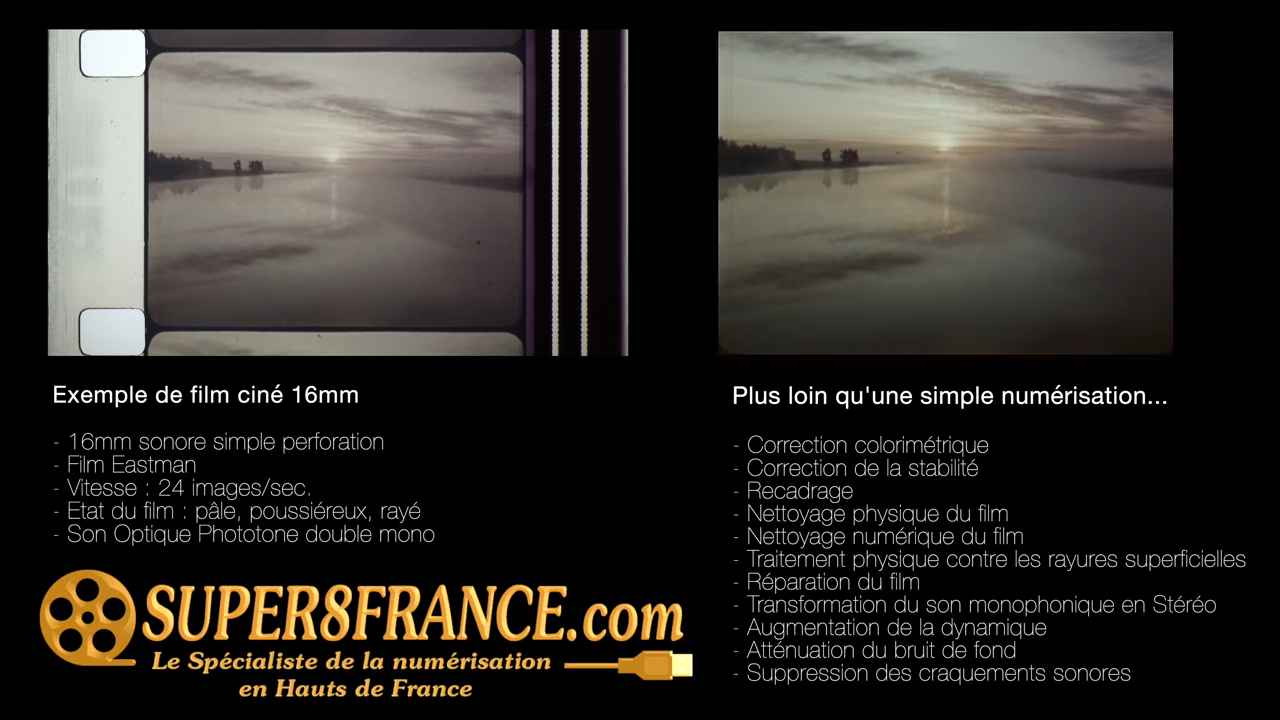 Exemple de film ciné 16mm
- 16mm sonore simple perforation
- Film Eastman
- Vitesse : 24 images/sec.
- Etat du film : pâle, poussiéreux, rayé
- Son Optique Phototone double mono
SUPER8FRANCE.com
Le Spécialiste de la numérisation
en Hauts de France
Plus loin qu'une simple numérisation...
- Correction colorimétrique
- Correction de la stabilité
- Recadrage
- Nettoyage physique du film
- Nettoyage numérique du film
- Traitement physique contre les rayures superficielles
- Réparation du film
- Transformation du son monophonique en Stéréo
- Augmentation de la dynamique
- Atténuation du bruit de fond
- Suppression des craquements sonores